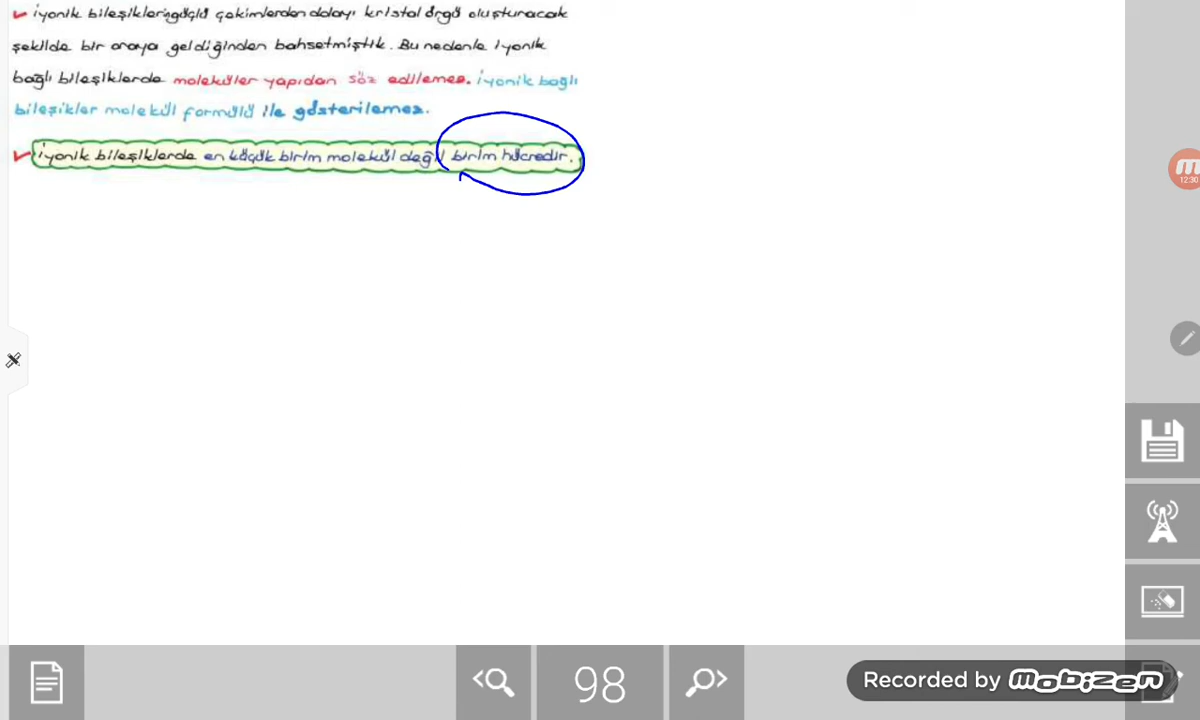 ✓ İyonik bileşiklerin güçlü çekimlerden dolayı kristal örgü oluşturacak
şekilde bir araya geldiğinden bahsetmiştik. Bu nedenle iyonik
bağlı bileşiklerde moleküler yapıdan söz edilemez. İyonik bağlı
bileşikler molekül formülü ile gösterilemez.
✓ İyonik bileşiklerde en küçük birim molekül değil birim hücredir.
12:30
98
Recorded by mobizen